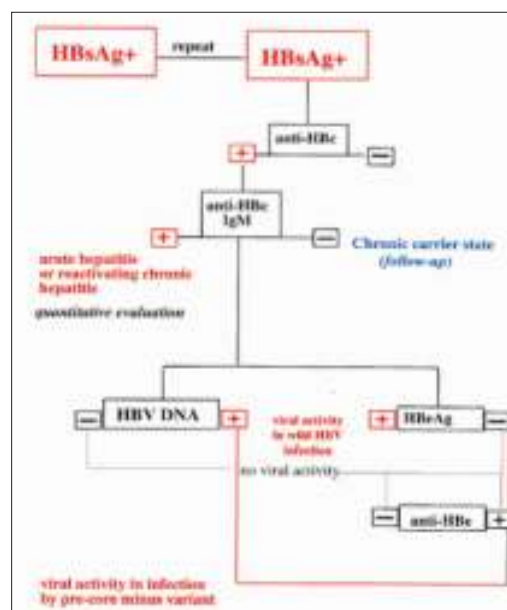 HBsAg+
repeat
HBsAg+
anti-HBc
+
—
anti-HBc
IgM
+
—
acute hepatitis
or reactivating chronic
hepatitis
Chronic carrier state
(follow-up)
quantitative evaluation
—
HBV DNA
+
viral activity
in wild HBV
infection
+
HBeAg
—
no viral activity
—
anti-HBe
+
viral activity in infection
by pre-core minus variant